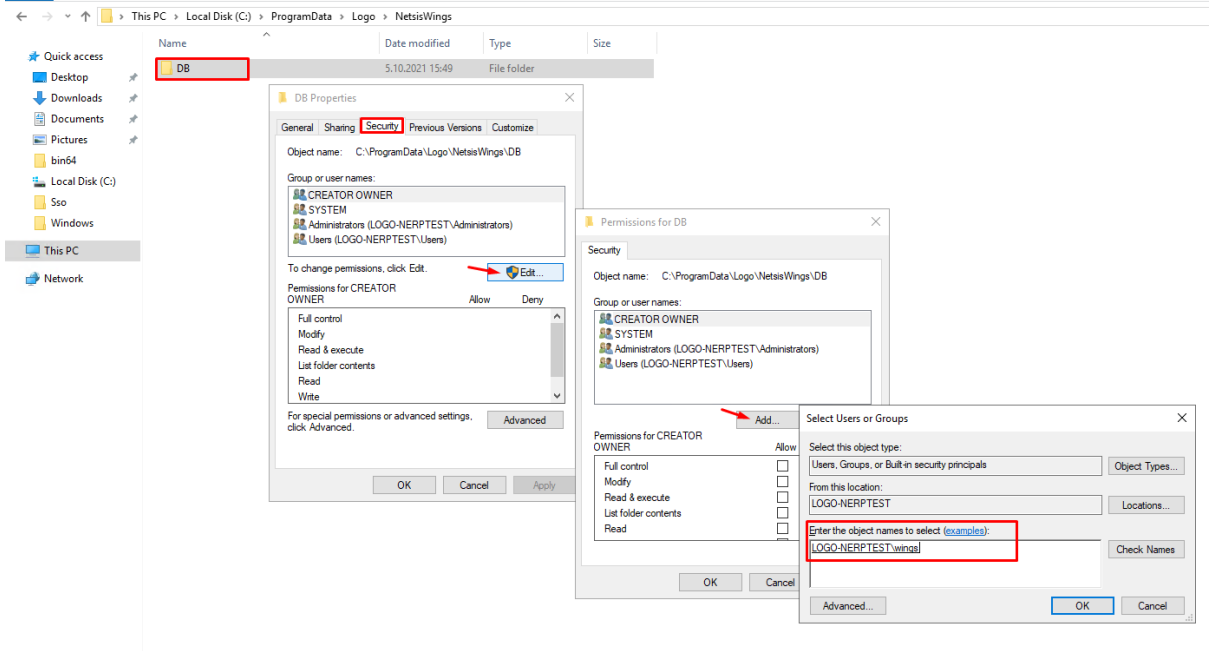 This PC > Local Disk (C:) > ProgramData > Logo > NetsisWings
Name Date modified Type Size
Quick access
Desktop
Downloads
Documents
Pictures
bin64
Local Disk (C:)
Sso
Windows
This PC
Network
DB 5.10.2021 15:49 File folder
DB Properties
General Sharing Security Previous Versions Customize
Object name: C:\ProgramData\Logo\NetsisWings\DB
Group or user names:
CREATOR OWNER
SYSTEM
Administrators (LOGO-NERPTEST\Administrators)
Users (LOGO-NERPTEST\Users)
To change permissions, click Edit.
Edit...
Permissions for CREATOR
OWNER Allow Deny
Full control
Modify
Read & execute
List folder contents
Read
Write
For special permissions or advanced settings,
click Advanced.
Advanced
OK Cancel Apply
Permissions for DB
Security
Object name: C:\ProgramData\Logo\NetsisWings\DB
Group or user names:
CREATOR OWNER
SYSTEM
Administrators (LOGO-NERPTEST\Administrators)
Users (LOGO-NERPTEST\Users)
Add...
Permissions for CREATOR
OWNER Allow
Full control
Modify
Read & execute
List folder contents
Read
OK Cancel
Select Users or Groups
Select this object type:
Users, Groups, or Built-in security principals
Object Types...
From this location:
LOGO-NERPTEST
Locations...
Enter the object names to select (examples):
LOGO-NERPTEST\wings
Check Names
Advanced...
OK Cancel